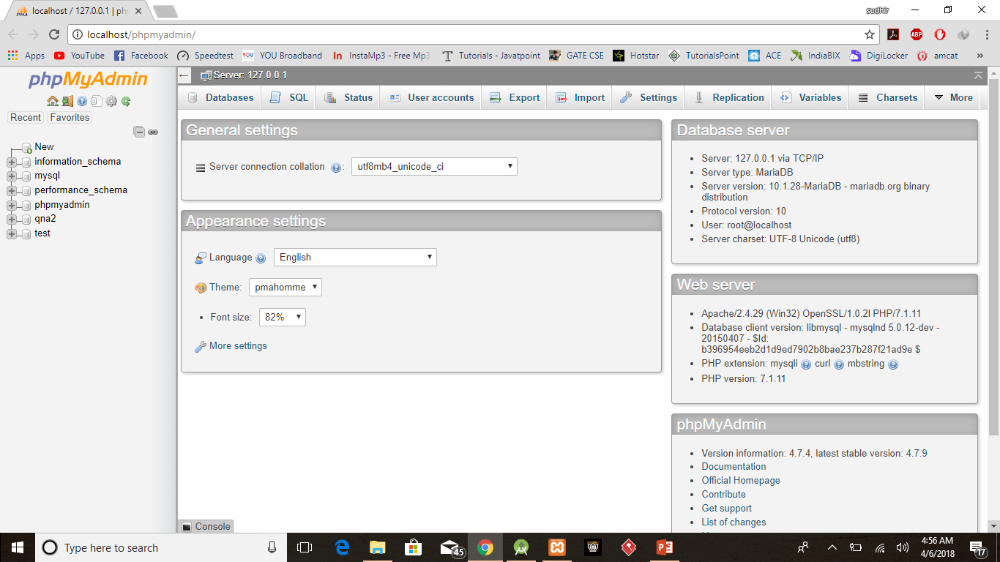 localhost / 127.0.0.1 | ph
sudhir
localhost/phpmyadmin/
Apps YouTube Facebook Speedtest YOU Broadband InstaMp3 - Free Mp3 Tutorials - Javatpoint GATE CSE Hotstar TutorialsPoint ACE IndiaBIX DigiLocker amcat »
phpMyAdmin
Recent Favorites
New
information_schema
mysql
performance_schema
phpmyadmin
qna2
test
Server: 127.0.0.1
Databases SQL Status User accounts Export Import Settings Replication Variables Charsets More
General settings
Server connection collation : utf8mb4_unicode_ci
Appearance settings
Language English
Theme: pmahomme
Font size: 82%
More settings
Console
Database server
Server: 127.0.0.1 via TCP/IP
Server type: MariaDB
Server version: 10.1.28-MariaDB - mariadb.org binary
distribution
Protocol version: 10
User: root@localhost
Server charset: UTF-8 Unicode (utf8)
Web server
Apache/2.4.29 (Win32) OpenSSL/1.0.2l PHP/7.1.11
Database client version: libmysql - mysqlnd 5.0.12-dev -
20150407 - $Id:
b396954eeb2d1d9ed7902b8bae237b287f21ad9e $
PHP extension: mysqli curl mbstring
PHP version: 7.1.11
phpMyAdmin
Version information: 4.7.4, latest stable version: 4.7.9
Documentation
Official Homepage
Contribute
Get support
List of changes
Type here to search
45
4:56 AM
4/6/2018
17